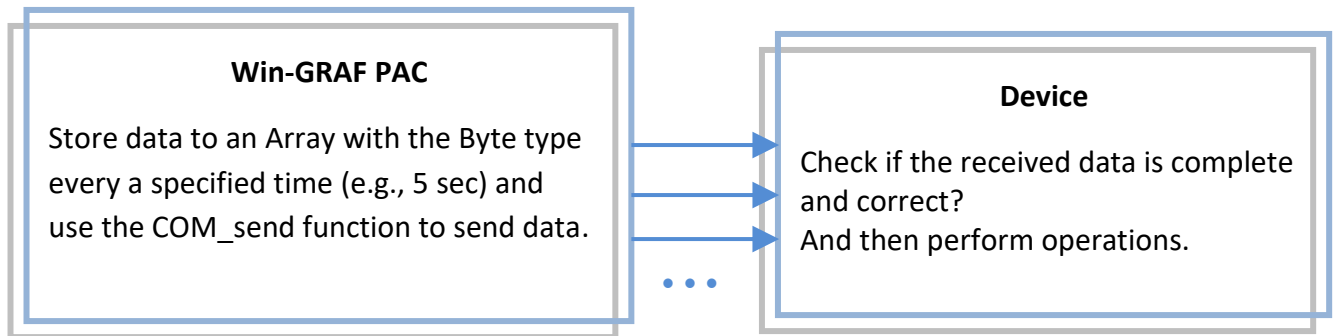 Win-GRAF PAC
Store data to an Array with the Byte type
every a specified time (e.g., 5 sec) and
use the COM_send function to send data.
Device
Check if the received data is complete
and correct?
And then perform operations.